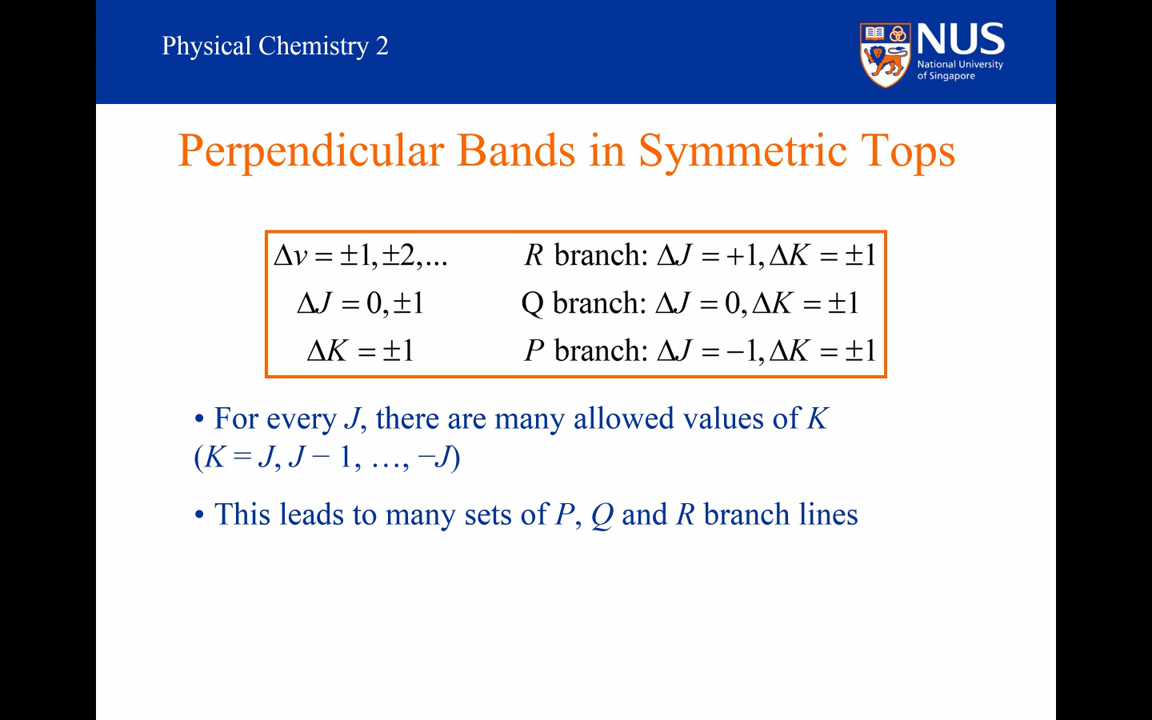 Physical Chemistry 2
NUS
National University
of Singapore
Perpendicular Bands in Symmetric Tops
Δv = ±1, ±2,... R branch: ΔJ = +1, ΔK = ±1
ΔJ = 0, ±1 Q branch: ΔJ = 0, ΔK = ±1
ΔK = ±1 P branch: ΔJ = −1, ΔK = ±1
• For every J, there are many allowed values of K
(K = J, J − 1, …, −J)
• This leads to many sets of P, Q and R branch lines